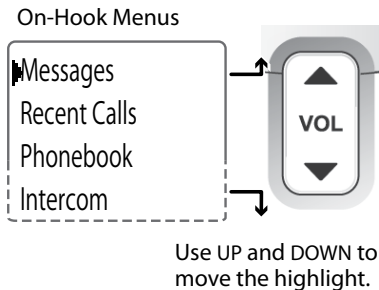 On-Hook Menus
Messages
Recent Calls
Phonebook
Intercom
VOL
Use UP and DOWN to
move the highlight.